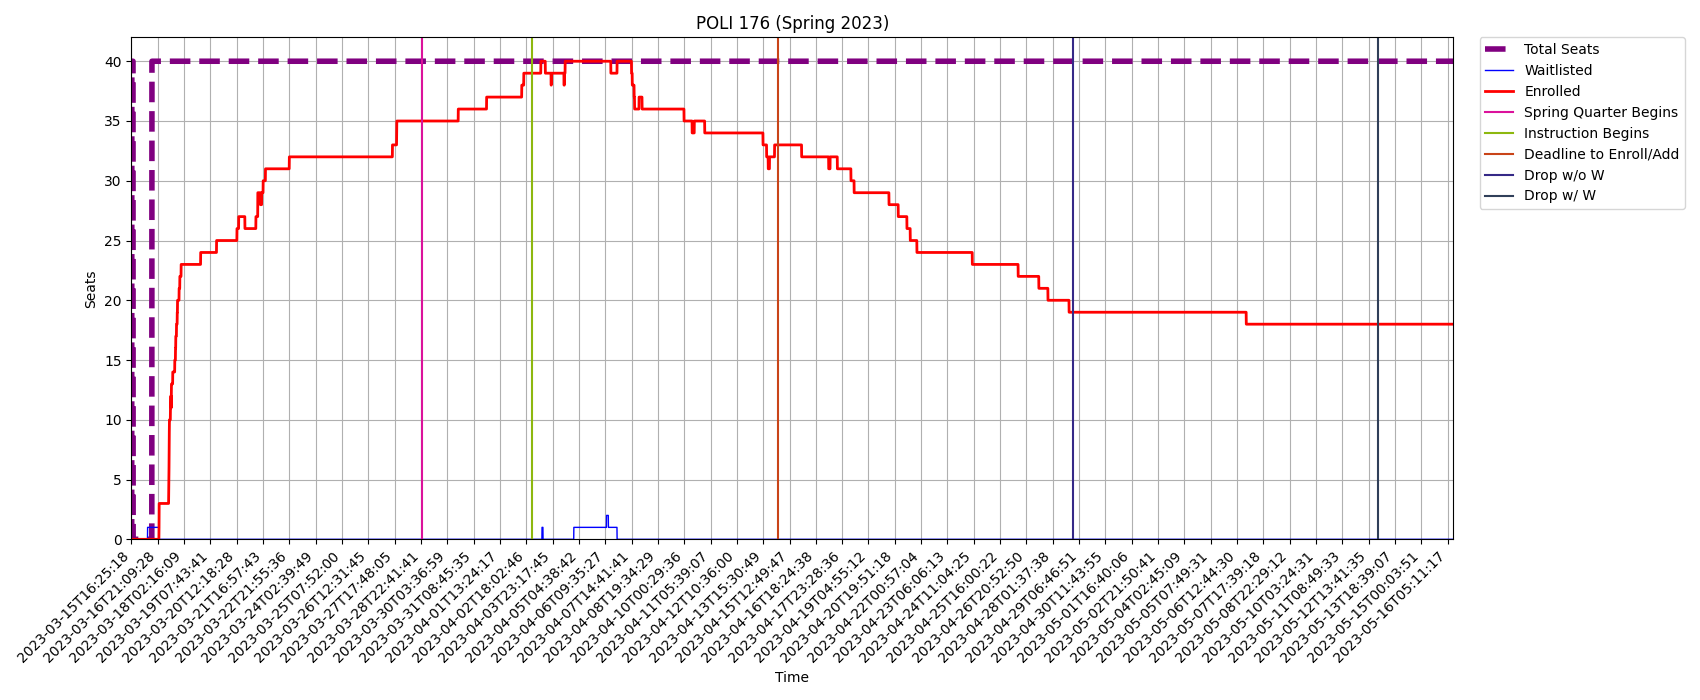 POLI 176 (Spring 2023)
Total Seats
Waitlisted
Enrolled
Spring Quarter Begins
Instruction Begins
Deadline to Enroll/Add
Drop w/o W
Drop w/ W
Seats
40
35
30
25
20
15
10
5
0
2023-03-15T16:25:18
2023-03-16T21:09:28
2023-03-18T02:16:09
2023-03-19T07:43:41
2023-03-20T12:18:28
2023-03-21T16:57:43
2023-03-22T21:55:36
2023-03-24T02:39:49
2023-03-25T07:52:00
2023-03-26T12:31:45
2023-03-27T17:48:05
2023-03-28T22:41:41
2023-03-30T03:36:59
2023-03-31T08:45:35
2023-04-01T13:24:17
2023-04-02T18:02:46
2023-04-03T23:17:45
2023-04-05T04:38:42
2023-04-06T09:35:27
2023-04-07T14:41:41
2023-04-08T19:34:29
2023-04-10T00:29:36
2023-04-11T05:39:07
2023-04-12T10:36:00
2023-04-13T15:30:49
2023-04-15T12:49:47
2023-04-16T18:24:38
2023-04-17T23:28:36
2023-04-19T04:55:12
2023-04-20T19:51:18
2023-04-22T00:57:04
2023-04-23T06:06:13
2023-04-24T11:04:25
2023-04-25T16:00:22
2023-04-26T20:52:50
2023-04-28T01:37:38
2023-04-29T06:46:51
2023-04-30T11:43:55
2023-05-01T16:40:06
2023-05-02T21:50:41
2023-05-04T02:45:09
2023-05-05T07:49:31
2023-05-06T12:44:30
2023-05-07T17:39:18
2023-05-08T22:29:12
2023-05-10T03:24:31
2023-05-11T08:49:33
2023-05-12T13:41:35
2023-05-13T18:39:07
2023-05-15T00:03:51
2023-05-16T05:11:17
Time